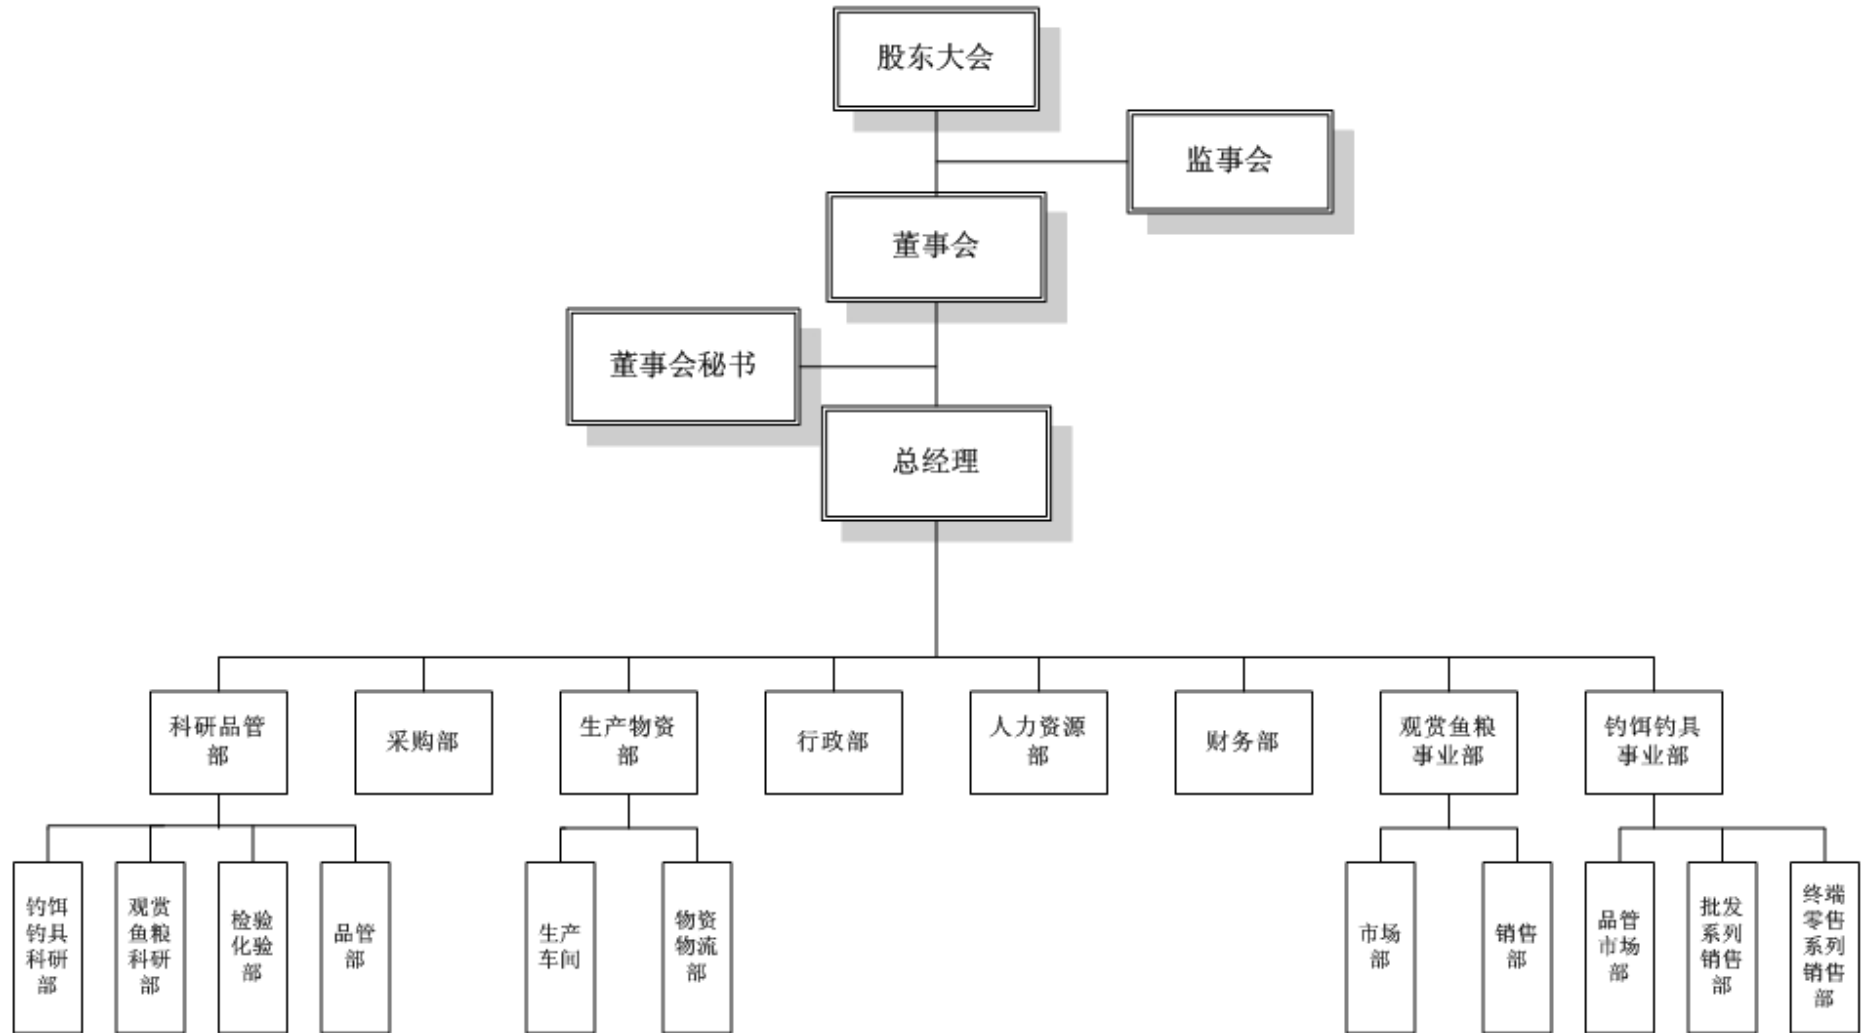 股东大会
监事会
董事会
董事会秘书
总经理
科研品管
部
采购部
生产物资
部
行政部
人力资源
部
财务部
观赏鱼粮
事业部
钓饵钓具
事业部
钓饵
钓具
科研
部
观赏
鱼粮
科研
部
检验
化验
部
品管
部
生产
车间
物资
物流
部
市场
部
销售
部
品管
市场
部
批发
系列
销售
部
终端
零售
系列
销售
部